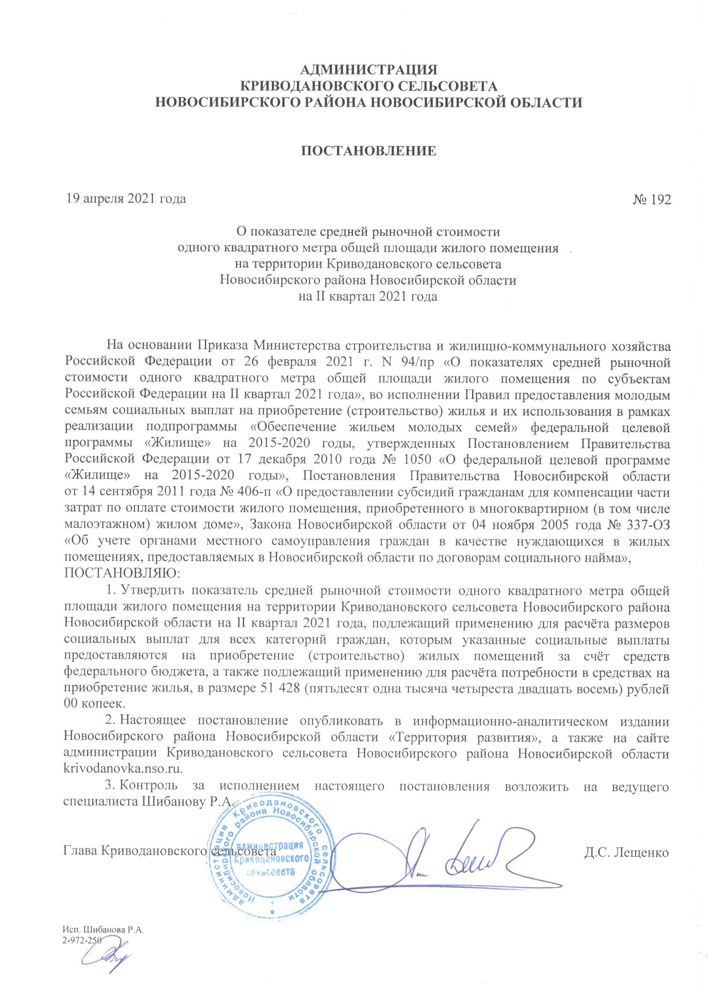 АДМИНИСТРАЦИЯ
КРИВОДАНОВСКОГО СЕЛЬСОВЕТА
НОВОСИБИРСКОГО РАЙОНА НОВОСИБИРСКОЙ ОБЛАСТИ
ПОСТАНОВЛЕНИЕ
19 апреля 2021 года № 192
О показателе средней рыночной стоимости
одного квадратного метра общей площади жилого помещения
на территории Криводановского сельсовета
Новосибирского района Новосибирской области
на II квартал 2021 года
На основании Приказа Министерства строительства и жилищно-коммунального хозяйства
Российской Федерации от 26 февраля 2021 г. N 94/пр «О показателях средней рыночной
стоимости одного квадратного метра общей площади жилого помещения по субъектам
Российской Федерации на II квартал 2021 года», во исполнении Правил предоставления молодым
семьям социальных выплат на приобретение (строительство) жилья и их использования в рамках
реализации подпрограммы «Обеспечение жильем молодых семей» федеральной целевой
программы «Жилище» на 2015-2020 годы, утвержденных Постановлением Правительства
Российской Федерации от 17 декабря 2010 года № 1050 «О федеральной целевой программе
«Жилище» на 2015-2020 годы», Постановления Правительства Новосибирской области
от 14 сентября 2011 года № 406-п «О предоставлении субсидий гражданам для компенсации части
затрат по оплате стоимости жилого помещения, приобретенного в многоквартирном (в том числе
малоэтажном) жилом доме», Закона Новосибирской области от 04 ноября 2005 года № 337-ОЗ
«Об учете органами местного самоуправления граждан в качестве нуждающихся в жилых
помещениях, предоставляемых в Новосибирской области по договорам социального найма»,
ПОСТАНОВЛЯЮ:
1. Утвердить показатель средней рыночной стоимости одного квадратного метра общей
площади жилого помещения на территории Криводановского сельсовета Новосибирского района
Новосибирской области на II квартал 2021 года, подлежащий применению для расчёта размеров
социальных выплат для всех категорий граждан, которым указанные социальные выплаты
предоставляются на приобретение (строительство) жилых помещений за счёт средств
федерального бюджета, а также подлежащий применению для расчёта потребности в средствах на
приобретение жилья, в размере 51 428 (пятьдесят одна тысяча четыреста двадцать восемь) рублей
00 копеек.
2. Настоящее постановление опубликовать в информационно-аналитическом издании
Новосибирского района Новосибирской области «Территория развития», а также на сайте
администрации Криводановского сельсовета Новосибирского района Новосибирской области
krivodanovka.nso.ru.
3. Контроль за исполнением настоящего постановления возложить на ведущего
специалиста Шибанову Р.А.
Глава Криводановского сельсовета Д.С. Лещенко
администрация Криводановского сельсовета
Новосибирского района Новосибирской области
администрация
Криводановского
сельсовета
Исп. Шибанова Р.А.
2-972-250